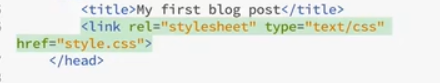 <title>My first blog post</title>
<link rel="stylesheet" type="text/css"
href="style.css">
</head>